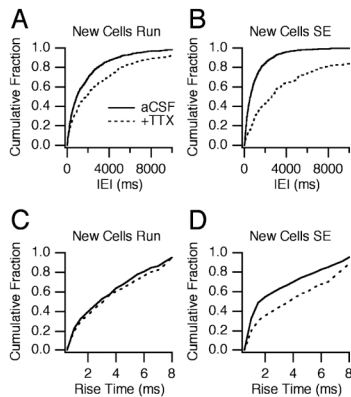 A
New Cells Run
Cumulative Fraction
1.0
0.8
0.6
0.4
0.2
0.0
aCSF
+TTX
0 4000 8000
IEI (ms)
B
New Cells SE
Cumulative Fraction
1.0
0.8
0.6
0.4
0.2
0.0
0 4000 8000
IEI (ms)
C
New Cells Run
Cumulative Fraction
1.0
0.8
0.6
0.4
0.2
0.0
2 4 6 8
Rise Time (ms)
D
New Cells SE
Cumulative Fraction
1.0
0.8
0.6
0.4
0.2
0.0
2 4 6 8
Rise Time (ms)